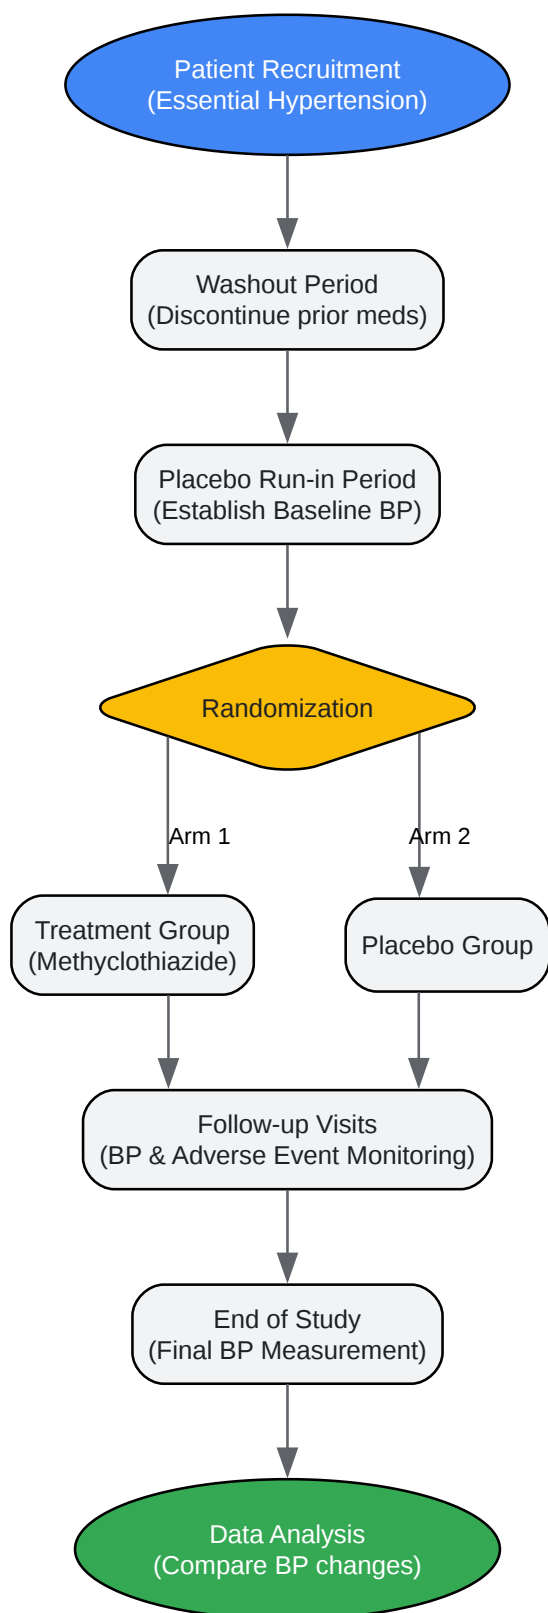 Patient Recruitment
(Essential Hypertension)
Washout Period
(Discontinue prior meds)
Placebo Run-in Period
(Establish Baseline BP)
Randomization
Arm 1
Arm 2
Treatment Group
(Methyclothiazide)
Placebo Group
Follow-up Visits
(BP & Adverse Event Monitoring)
End of Study
(Final BP Measurement)
Data Analysis
(Compare BP changes)